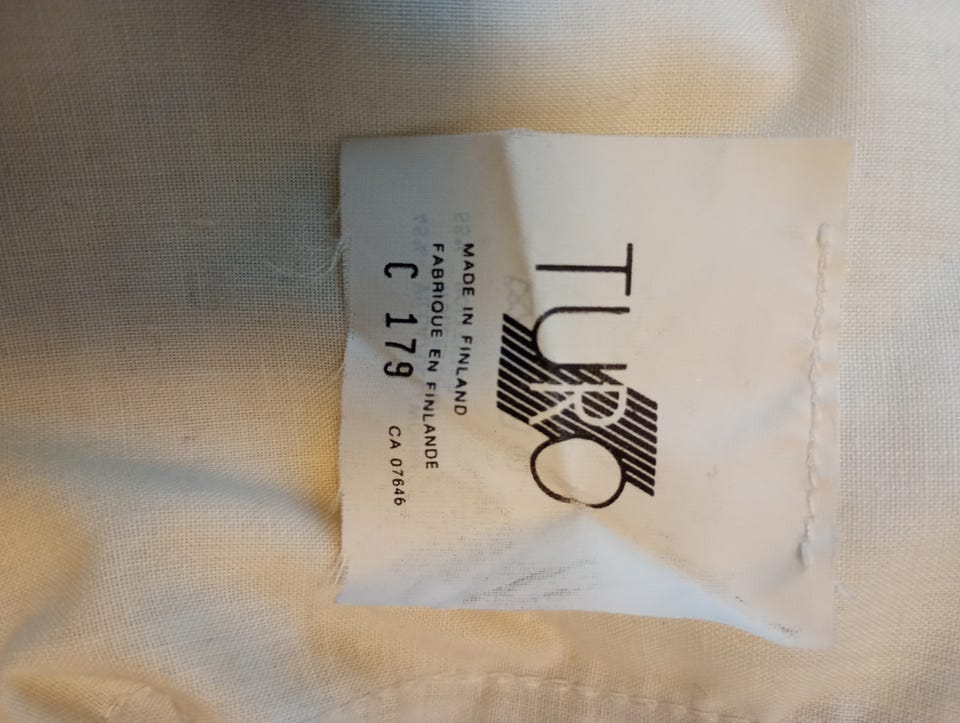 TURO
MADE IN FINLAND
FABRIQUE EN FINLANDE
C 179 CA 07646